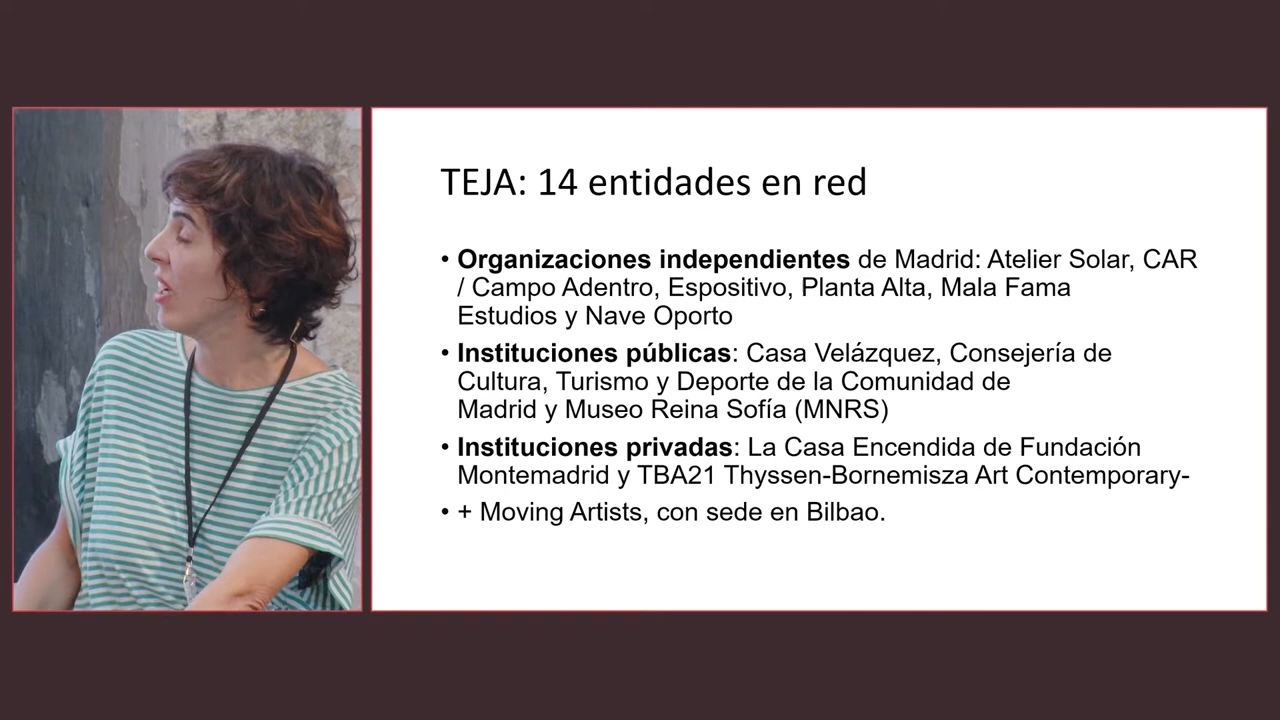 TEJA: 14 entidades en red
• Organizaciones independientes de Madrid: Atelier Solar, CAR
/ Campo Adentro, Espositivo, Planta Alta, Mala Fama
Estudios y Nave Oporto
• Instituciones públicas: Casa Velázquez, Consejería de
Cultura, Turismo y Deporte de la Comunidad de
Madrid y Museo Reina Sofía (MNRS)
• Instituciones privadas: La Casa Encendida de Fundación
Montemadrid y TBA21 Thyssen-Bornemisza Art Contemporary-
• + Moving Artists, con sede en Bilbao.